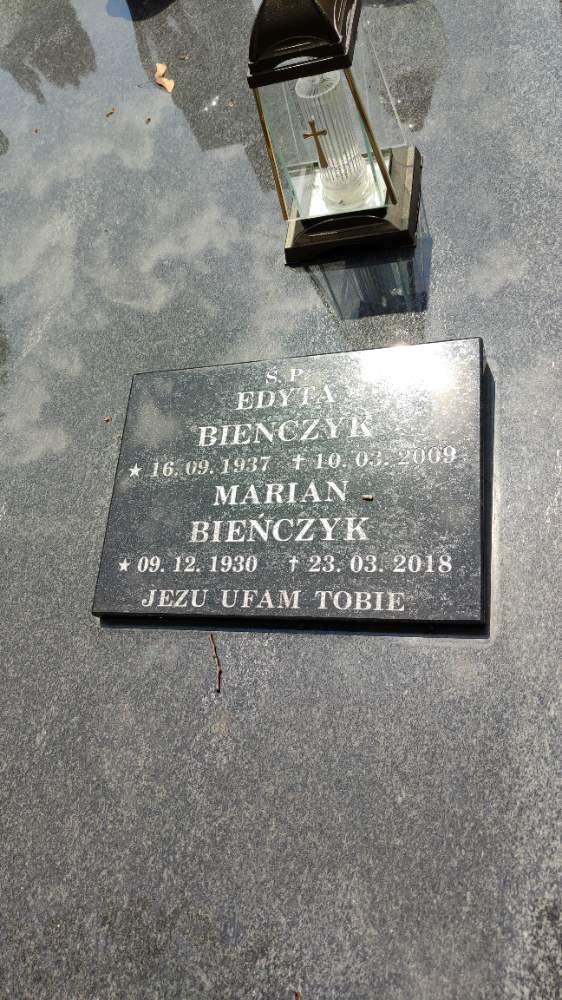 Ś. P.
EDYTA
BIEŃCZYK
★ 16. 09. 1937 ✝ 10. 03. 2009
MARIAN
BIEŃCZYK
★ 09. 12. 1930 ✝ 23. 03. 2018
JEZU UFAM TOBIE